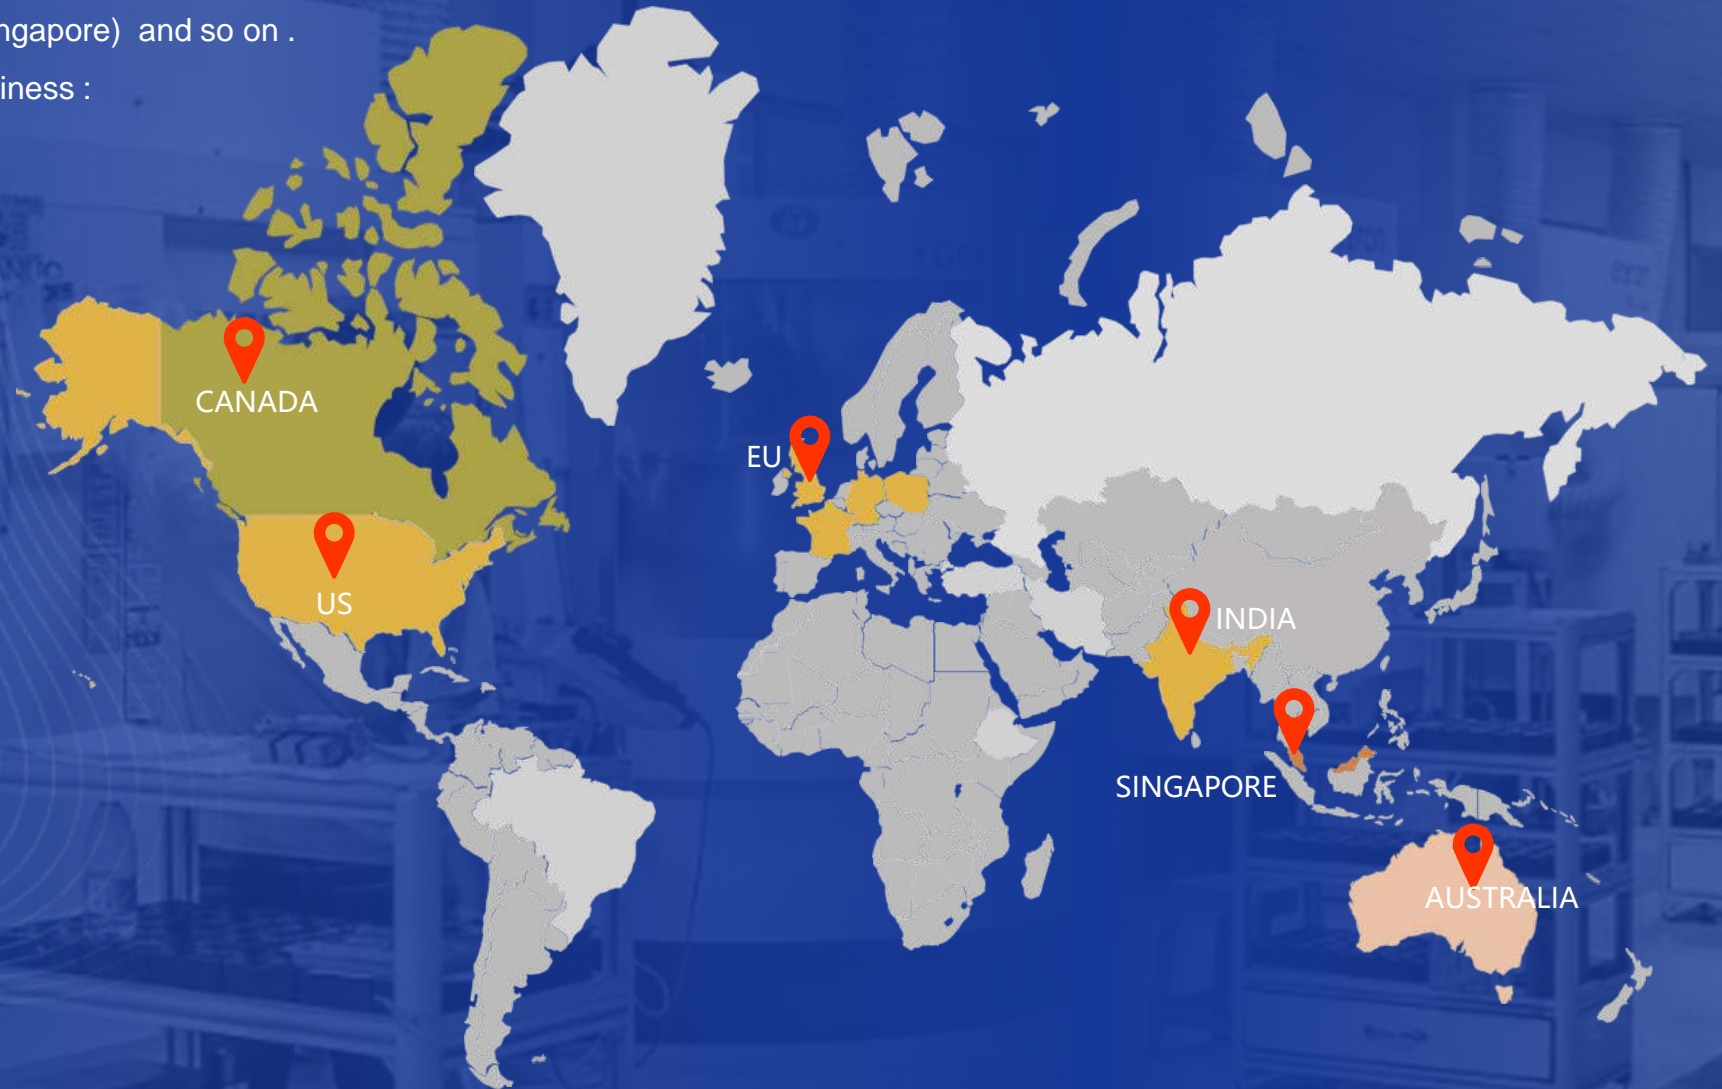 ngapore)  and so on .
iness :
CANADA
EU
US
INDIA
SINGAPORE
AUSTRALIA